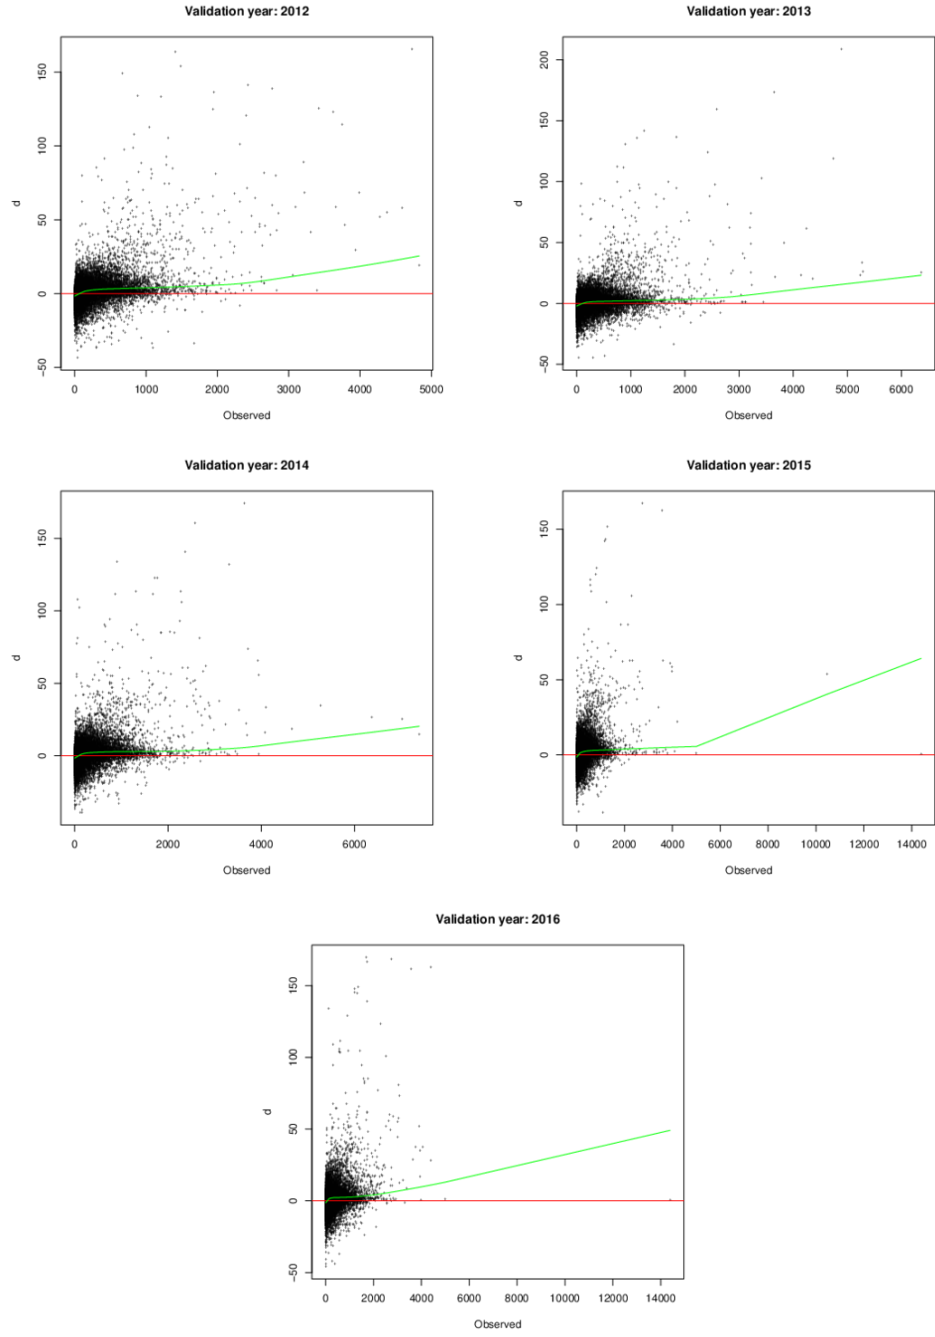 Validation year: 2012
150
100
50
0
−50
d
0 1000 2000 3000 4000 5000
Observed
Validation year: 2013
200
150
100
50
0
−50
d
0 1000 2000 3000 4000 5000 6000
Observed
Validation year: 2014
150
100
50
0
d
0 2000 4000 6000
Observed
Validation year: 2015
150
100
50
0
d
0 2000 4000 6000 8000 10000 12000 14000
Observed
Validation year: 2016
150
100
50
0
−50
d
0 2000 4000 6000 8000 10000 12000 14000
Observed